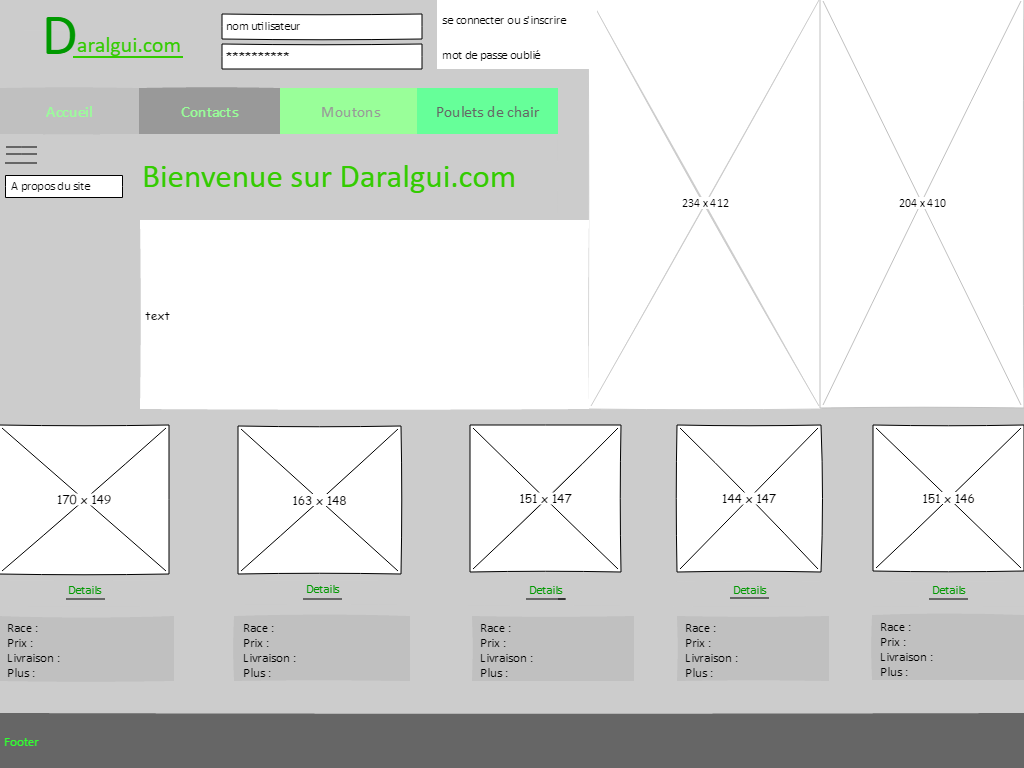 Daralgui.com
nom utilisateur
**********
se connecter ou s'inscrire
mot de passe oublié
Accueil
Contacts
Moutons
Poulets de chair
A propos du site
Bienvenue sur Daralgui.com
text
234 x 412
204 x 410
170 x 149
163 x 148
151 x 147
144 x 147
151 x 146
Details
Details
Details
Details
Details
Race :
Prix :
Livraison :
Plus :
Race :
Prix :
Livraison :
Plus :
Race :
Prix :
Livraison :
Plus :
Race :
Prix :
Livraison :
Plus :
Race :
Prix :
Livraison :
Plus :
Footer